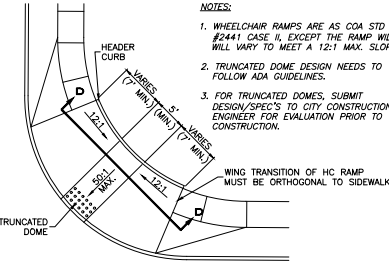 NOTES:
1. WHEELCHAIR RAMPS ARE AS COA STD
#2441 CASE II, EXCEPT THE RAMP WIL
WILL VARY TO MEET A 12:1 MAX. SLOP
2. TRUNCATED DOME DESIGN NEEDS TO
FOLLOW ADA GUIDELINES.
3. FOR TRUNCATED DOMES, SUBMIT
DESIGN/SPEC'S TO CITY CONSTRUCTION
ENGINEER FOR EVALUATION PRIOR TO
CONSTRUCTION.
HEADER
CURB
VARIES
(7' MIN.)
5'
(MIN.)
VARIES
(7' MIN.)
D
12:1
50:1
MAX.
12:1
D
WING TRANSITION OF HC RAMP
MUST BE ORTHOGONAL TO SIDEWALK
TRUNCATED
DOME